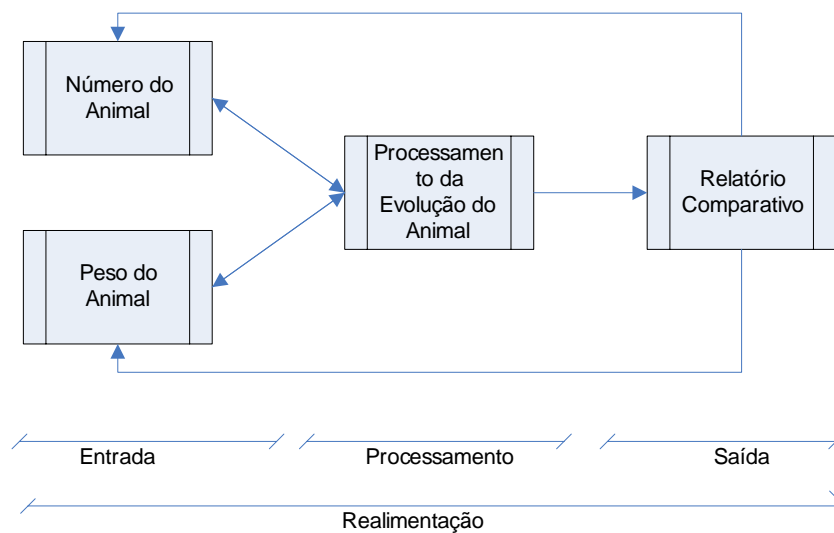 Número do
Animal
Processamen
to da
Evolução do
Animal
Relatório
Comparativo
Peso do
Animal
Entrada
Processamento
Saída
Realimentação